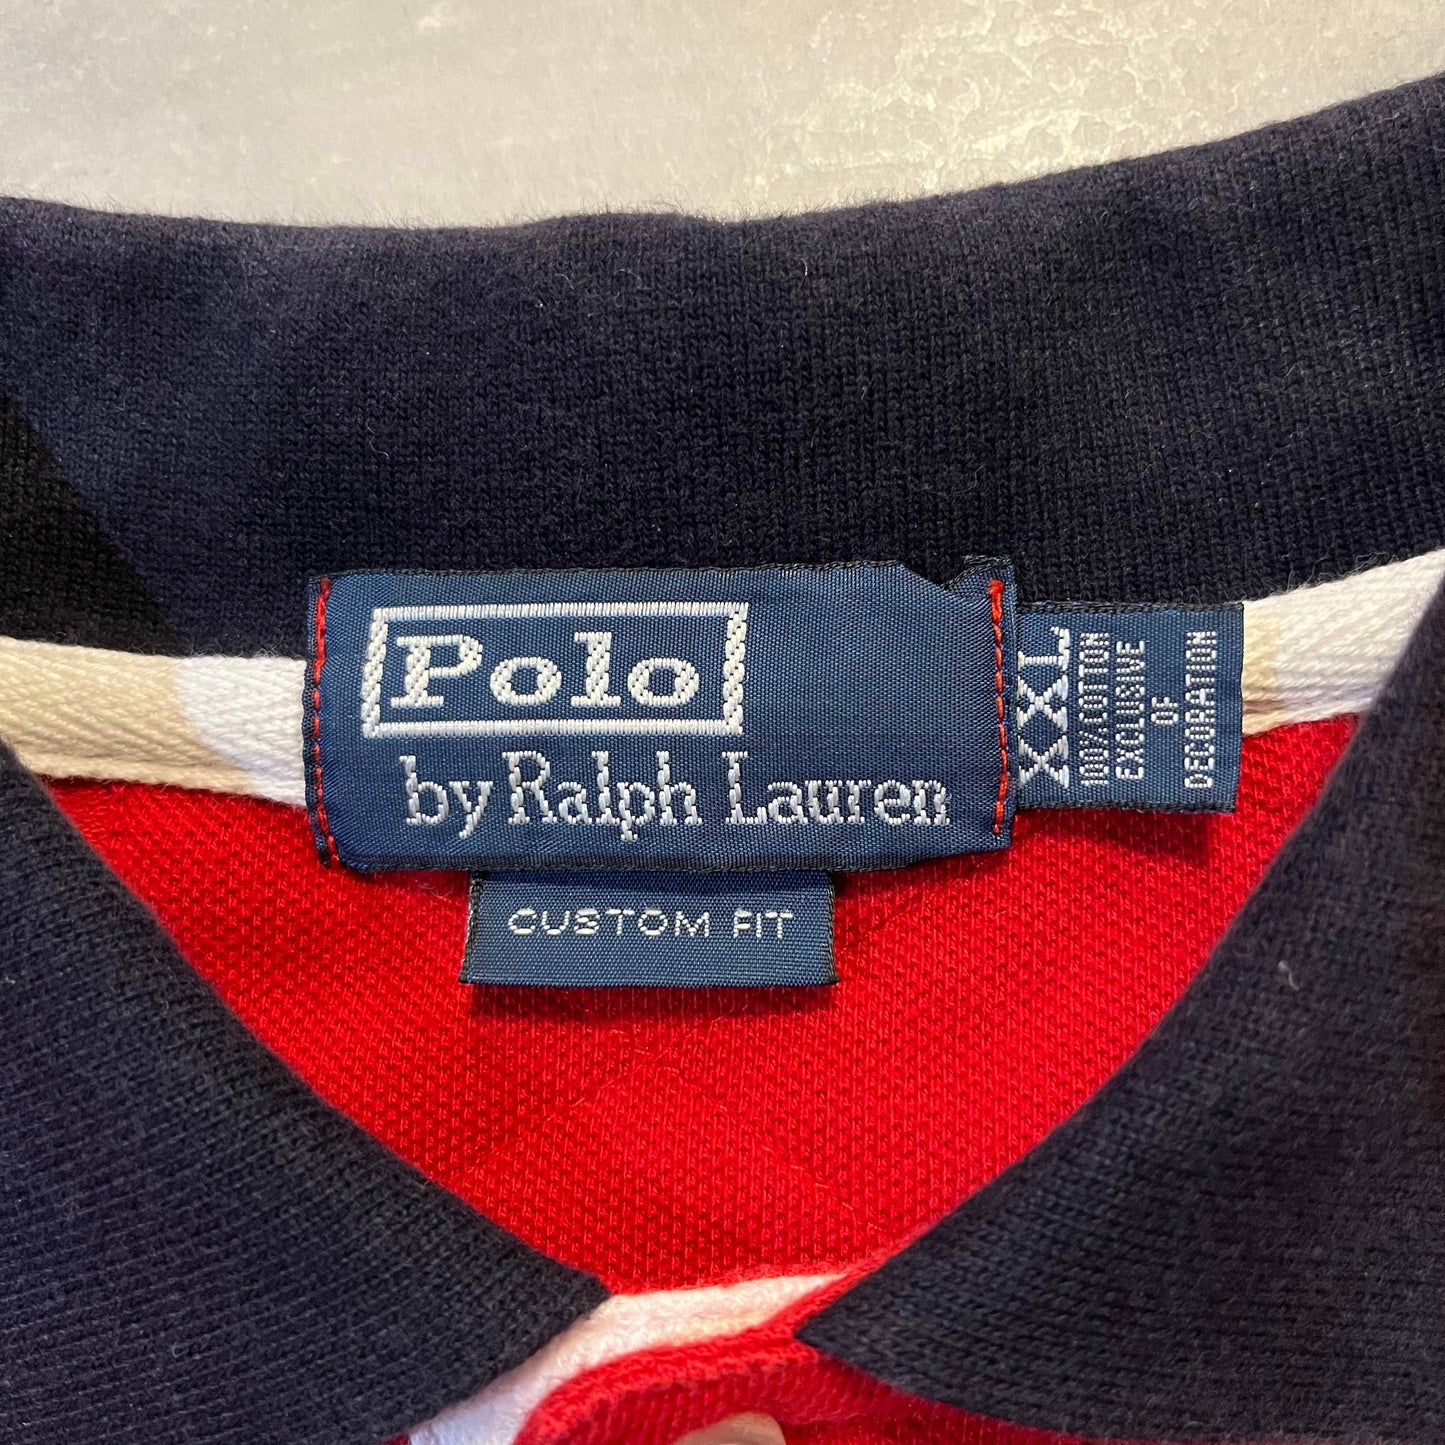 Polo
by Ralph Lauren
CUSTOM FIT
XXL
100% COTTON
EXCLUSIVE
OF
DECORATION